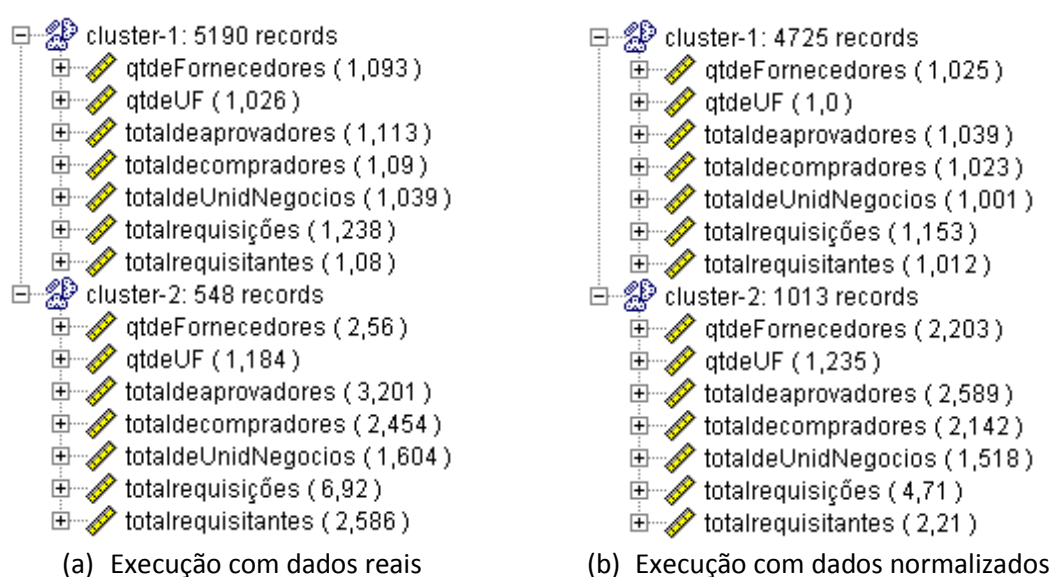 cluster-1: 5190 records
qtdeFornecedores ( 1,093 )
qtdeUF ( 1,026 )
totaldeaprovadores ( 1,113 )
totaldecompradores ( 1,09 )
totaldeUnidNegocios ( 1,039 )
totalrequisições ( 1,238 )
totalrequisitantes ( 1,08 )
cluster-2: 548 records
qtdeFornecedores ( 2,56 )
qtdeUF ( 1,184 )
totaldeaprovadores ( 3,201 )
totaldecompradores ( 2,454 )
totaldeUnidNegocios ( 1,604 )
totalrequisições ( 6,92 )
totalrequisitantes ( 2,586 )
(a) Execução com dados reais
cluster-1: 4725 records
qtdeFornecedores ( 1,025 )
qtdeUF ( 1,0 )
totaldeaprovadores ( 1,039 )
totaldecompradores ( 1,023 )
totaldeUnidNegocios ( 1,001 )
totalrequisições ( 1,153 )
totalrequisitantes ( 1,012 )
cluster-2: 1013 records
qtdeFornecedores ( 2,203 )
qtdeUF ( 1,235 )
totaldeaprovadores ( 2,589 )
totaldecompradores ( 2,142 )
totaldeUnidNegocios ( 1,518 )
totalrequisições ( 4,71 )
totalrequisitantes ( 2,21 )
(b) Execução com dados normalizados